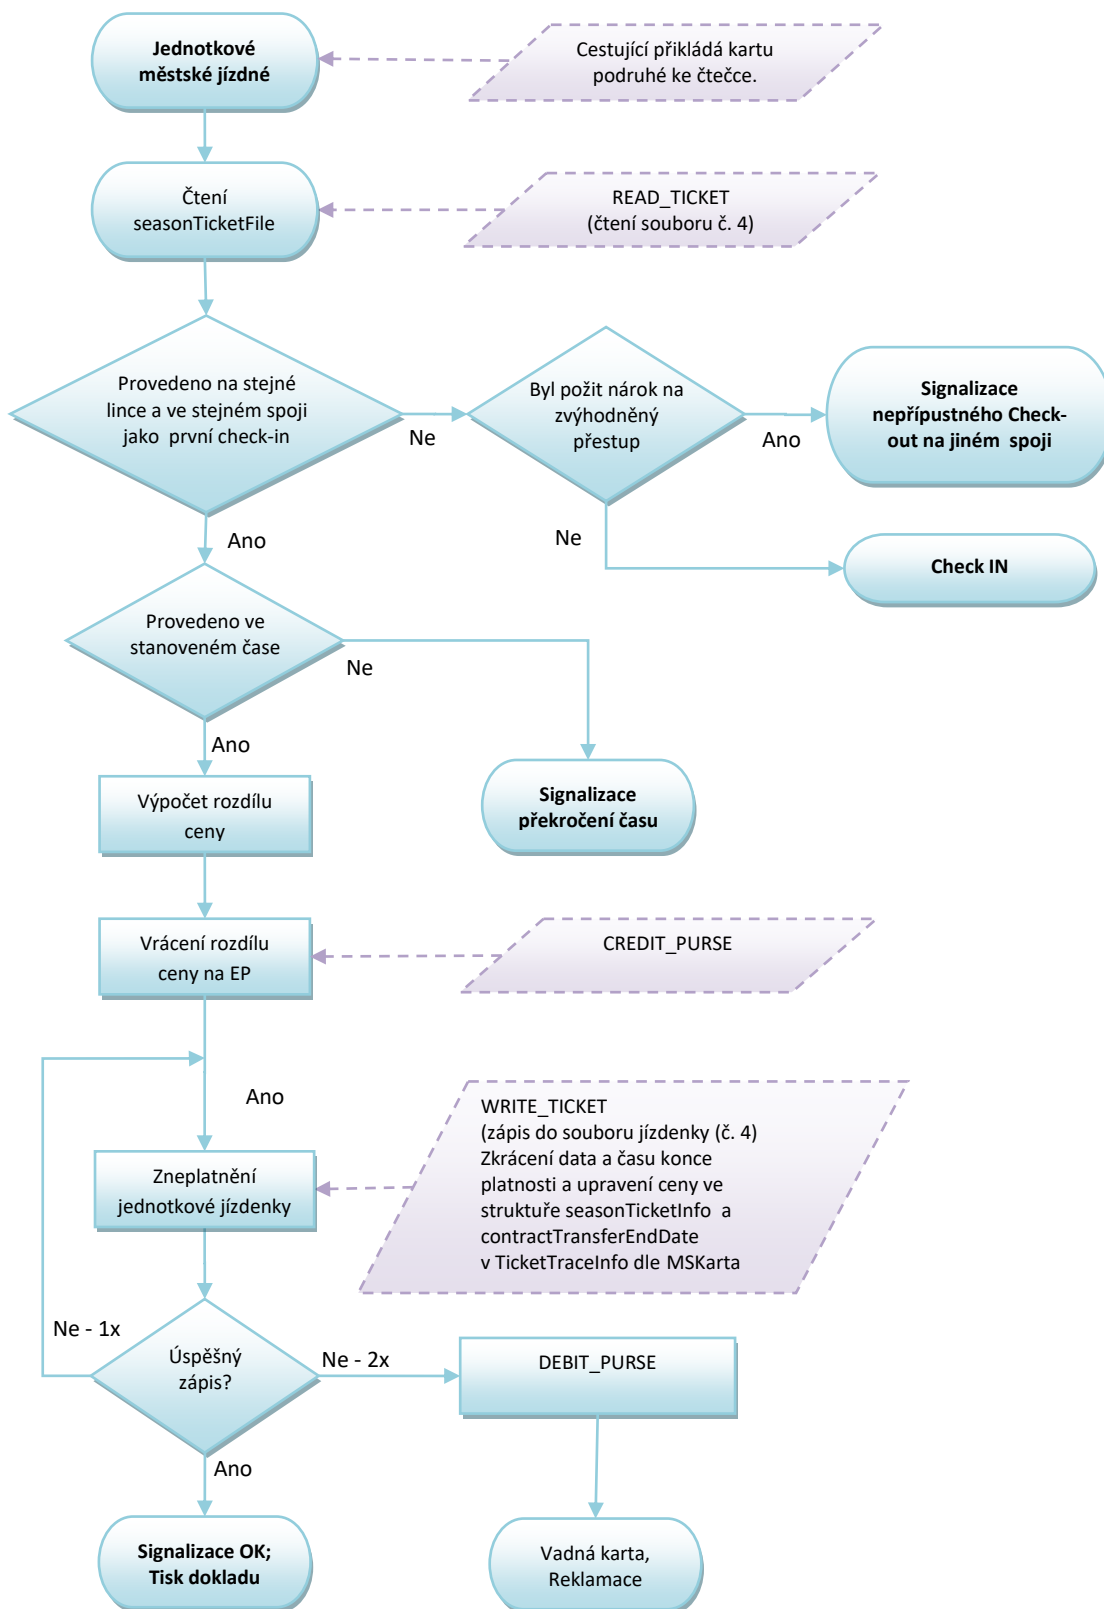 Jednotkové
městské jízdné
Cestující přikládá kartu
podruhé ke čtečce.
Čtení
seasonTicketFile
READ_TICKET
(čtení souboru č. 4)
Provedeno na stejné
lince a ve stejném spoji
jako první check-in
Ne
Byl požit nárok na
zvýhodněný
přestup
Ano
Signalizace
nepřípustného Check-
out na jiném spoji
Ano
Ne
Check IN
Provedeno ve
stanoveném čase
Ne
Ano
Výpočet rozdílu
ceny
Signalizace
překročení času
Vrácení rozdílu
ceny na EP
CREDIT_PURSE
Ano
WRITE_TICKET
(zápis do souboru jízdenky (č. 4)
Zkrácení data a času konce
platnosti a upravení ceny ve
struktuře seasonTicketInfo a
contractTransferEndDate
v TicketTraceInfo dle MSKarta
Zneplatnění
jednotkové jízdenky
Ne - 1x
Úspěšný
zápis?
Ne - 2x
DEBIT_PURSE
Ano
Signalizace OK;
Tisk dokladu
Vadná karta,
Reklamace